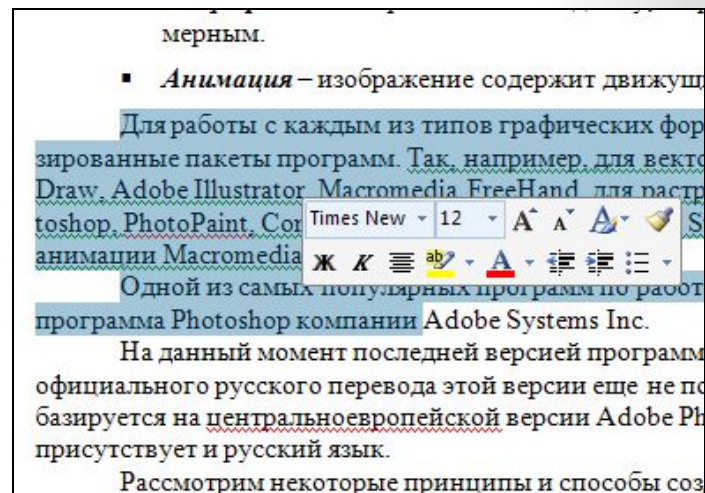 мерным.
▪ Анимация – изображение содержит движущ
Для работы с каждым из типов графических фор
зированные пакеты программ. Так, например, для векто
Draw, Adobe Illustrator, Macromedia FreeHand, для растр
toshop, PhotoPaint, Cor S
Times New 12
анимации Macromedia
Ж К
Одной из самых популярных программ по работ
программа Photoshop компании Adobe Systems Inc.
На данный момент последней версией программ
официального русского перевода этой версии еще не по
базируется на центральноевропейской версии Adobe Ph
присутствует и русский язык.
Рассмотрим некоторые принципы и способы соз